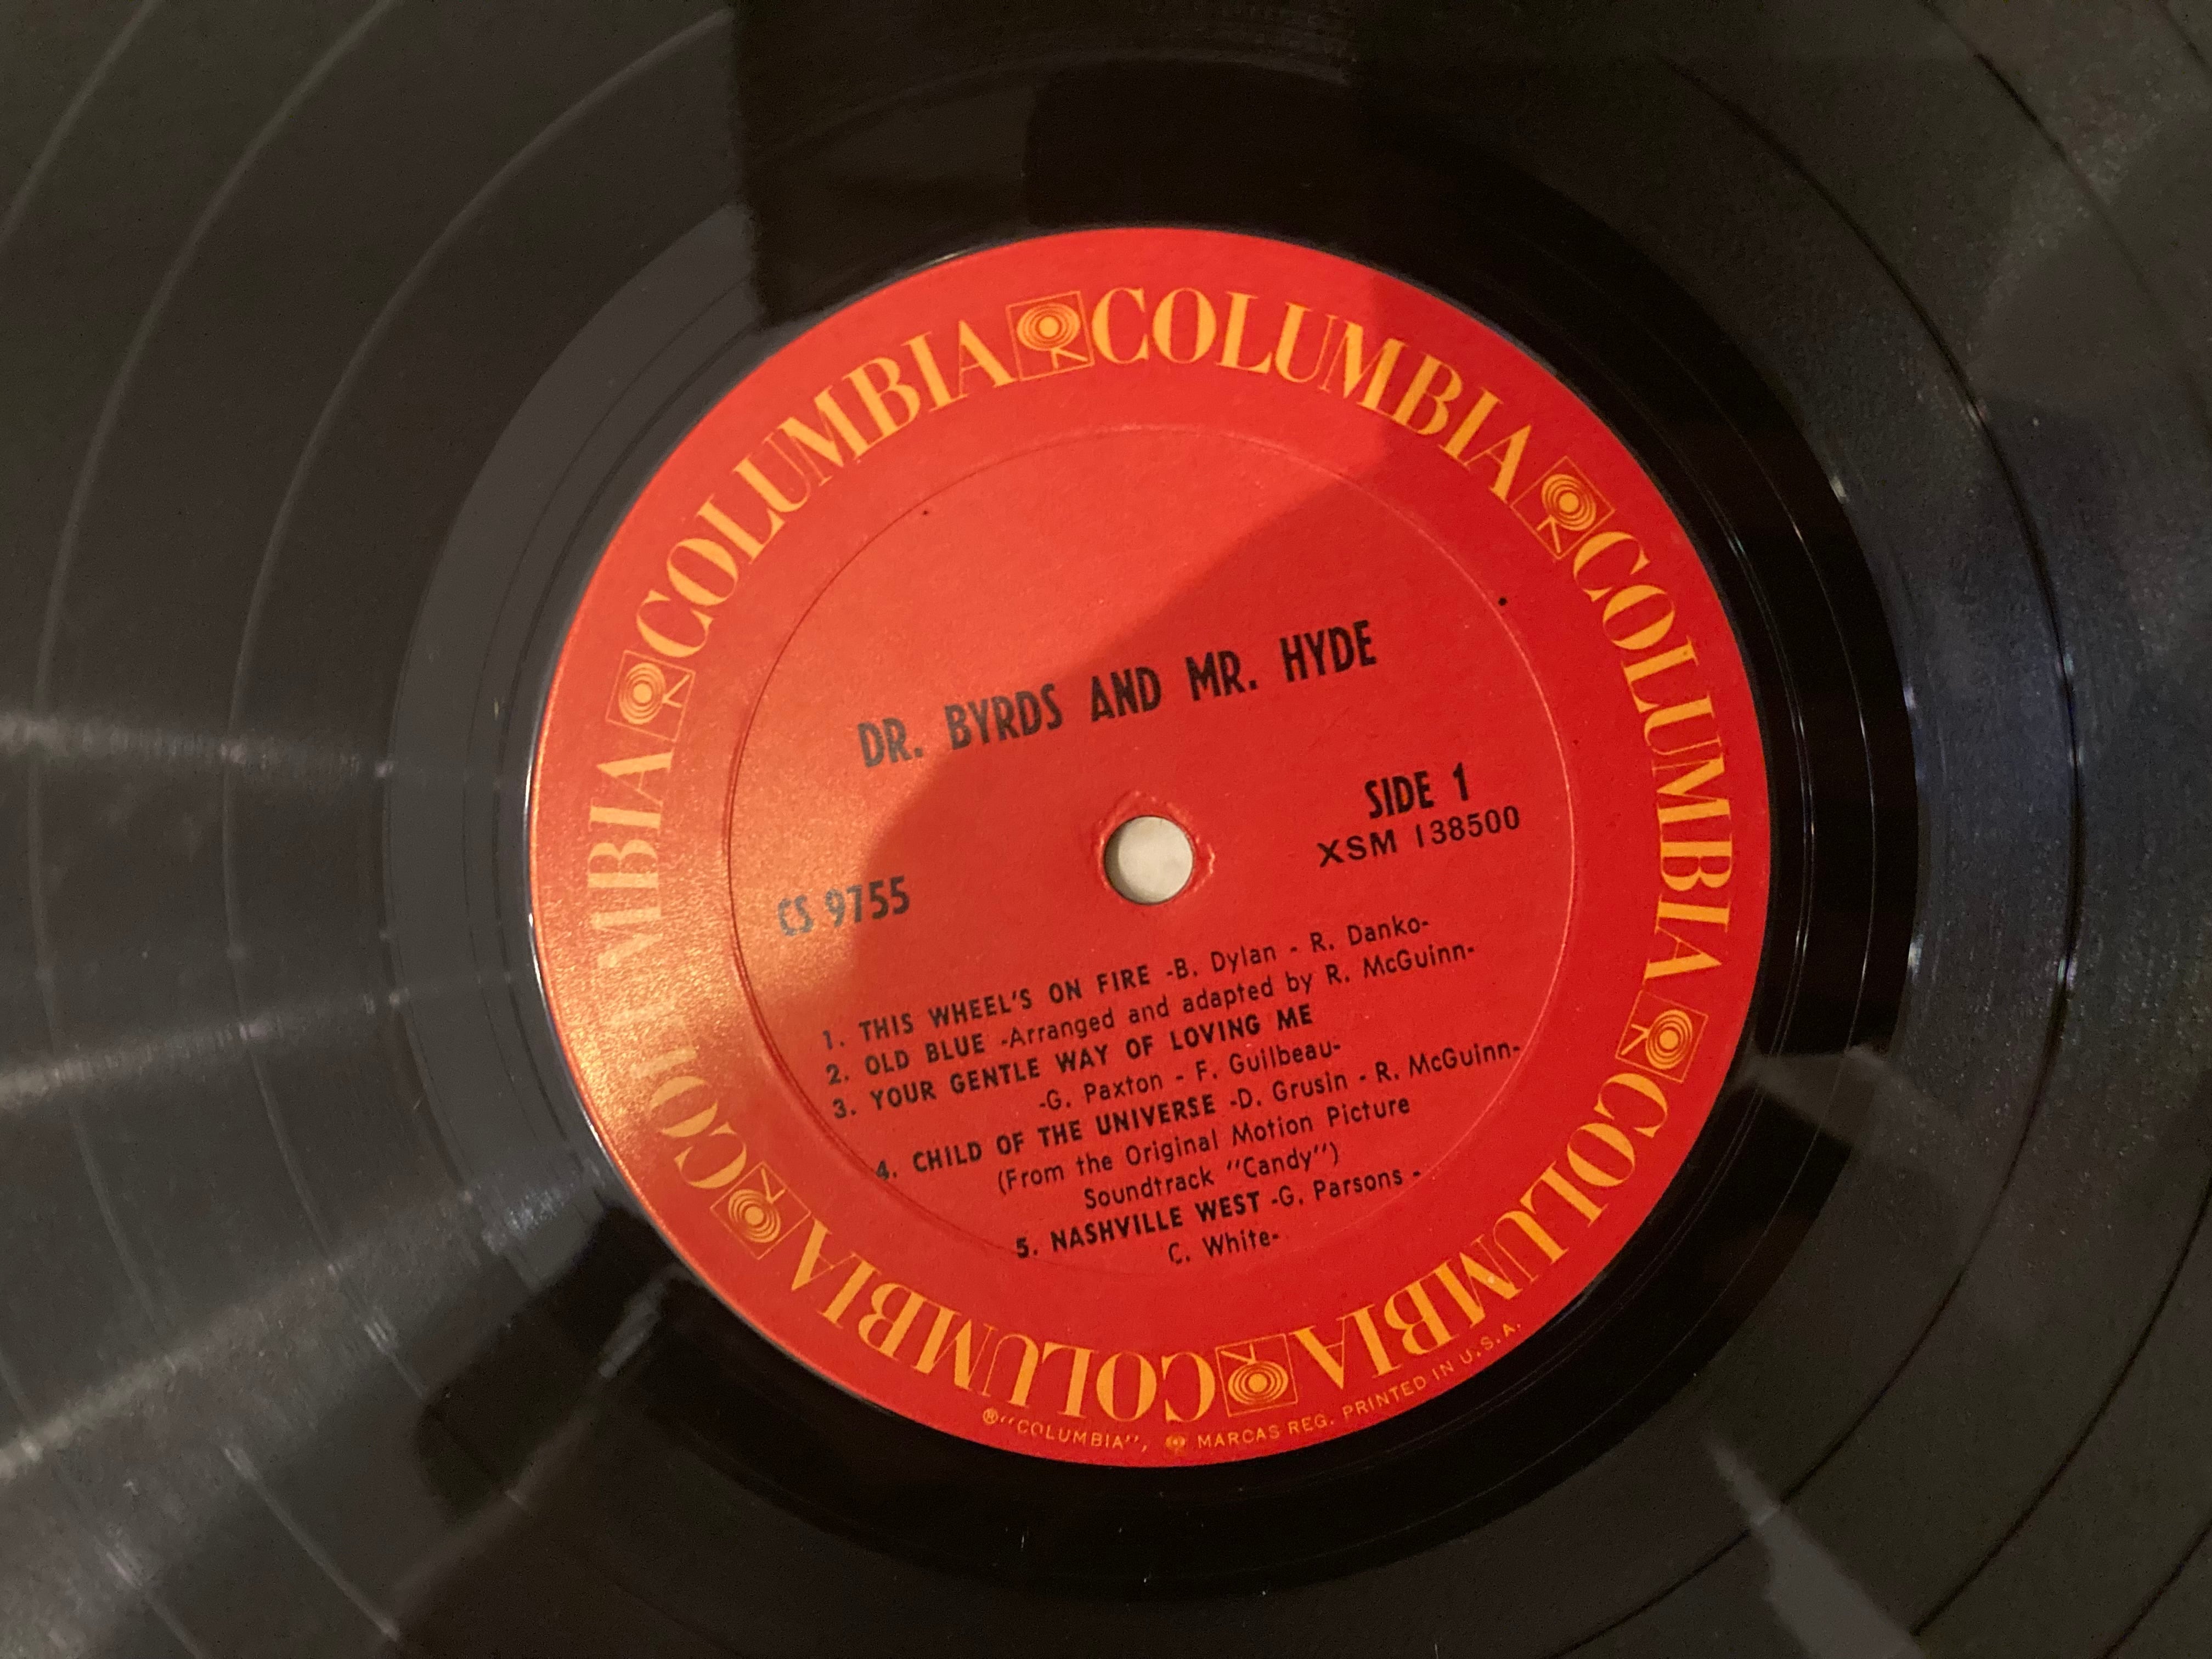 COLUMBIA COLUMBIA COLUMBIA COLUMBIA COLUMBIA COLUMBIA
DR. BYRDS AND MR. HYDE
SIDE 1
XSM 138500
CS 9755
1. THIS WHEEL'S ON FIRE -B. Dylan - R. Danko-
2. OLD BLUE -Arranged and adapted by R. McGuinn-
3. YOUR GENTLE WAY OF LOVING ME
-G. Paxton - F. Guilbeau-
4. CHILD OF THE UNIVERSE -D. Grusin - R. McGuinn-
(From the Original Motion Picture
Soundtrack "Candy")
5. NASHVILLE WEST -G. Parsons -
C. White-
®"COLUMBIA", MARCAS REG. PRINTED IN U.S.A.